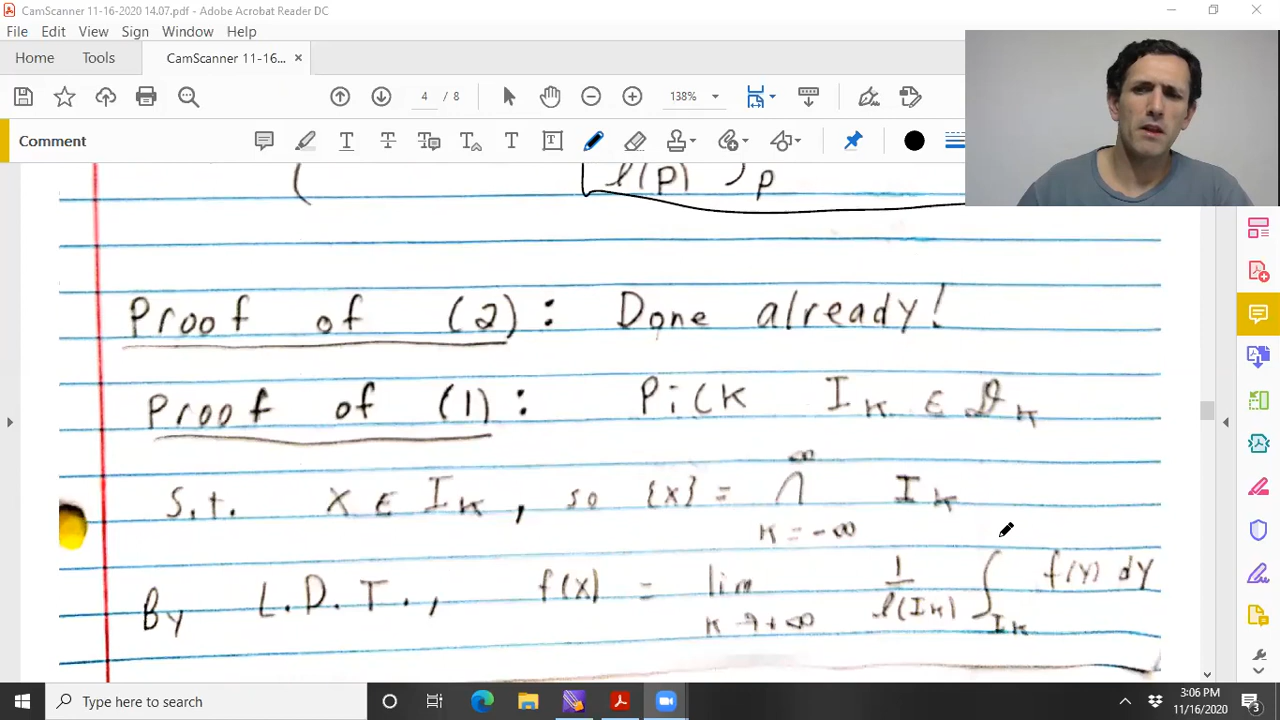 CamScanner 11-16-2020 14.07.pdf - Adobe Acrobat Reader DC
File Edit View Sign Window Help
Home Tools CamScanner 11-16... ×
4 / 8 138%
Comment
l(p) p
Proof of (2): Done already!
Proof of (1): Pick I_K ∈ 𝒟_K
s.t. x ∈ I_K, so {x} = ∩_{K=-∞}^{∞} I_K
By L.D.T., f(x) = lim_{K→+∞} 1/l(I_K) ∫_{I_K} f(y) dy
Type here to search
3:06 PM
11/16/2020
3